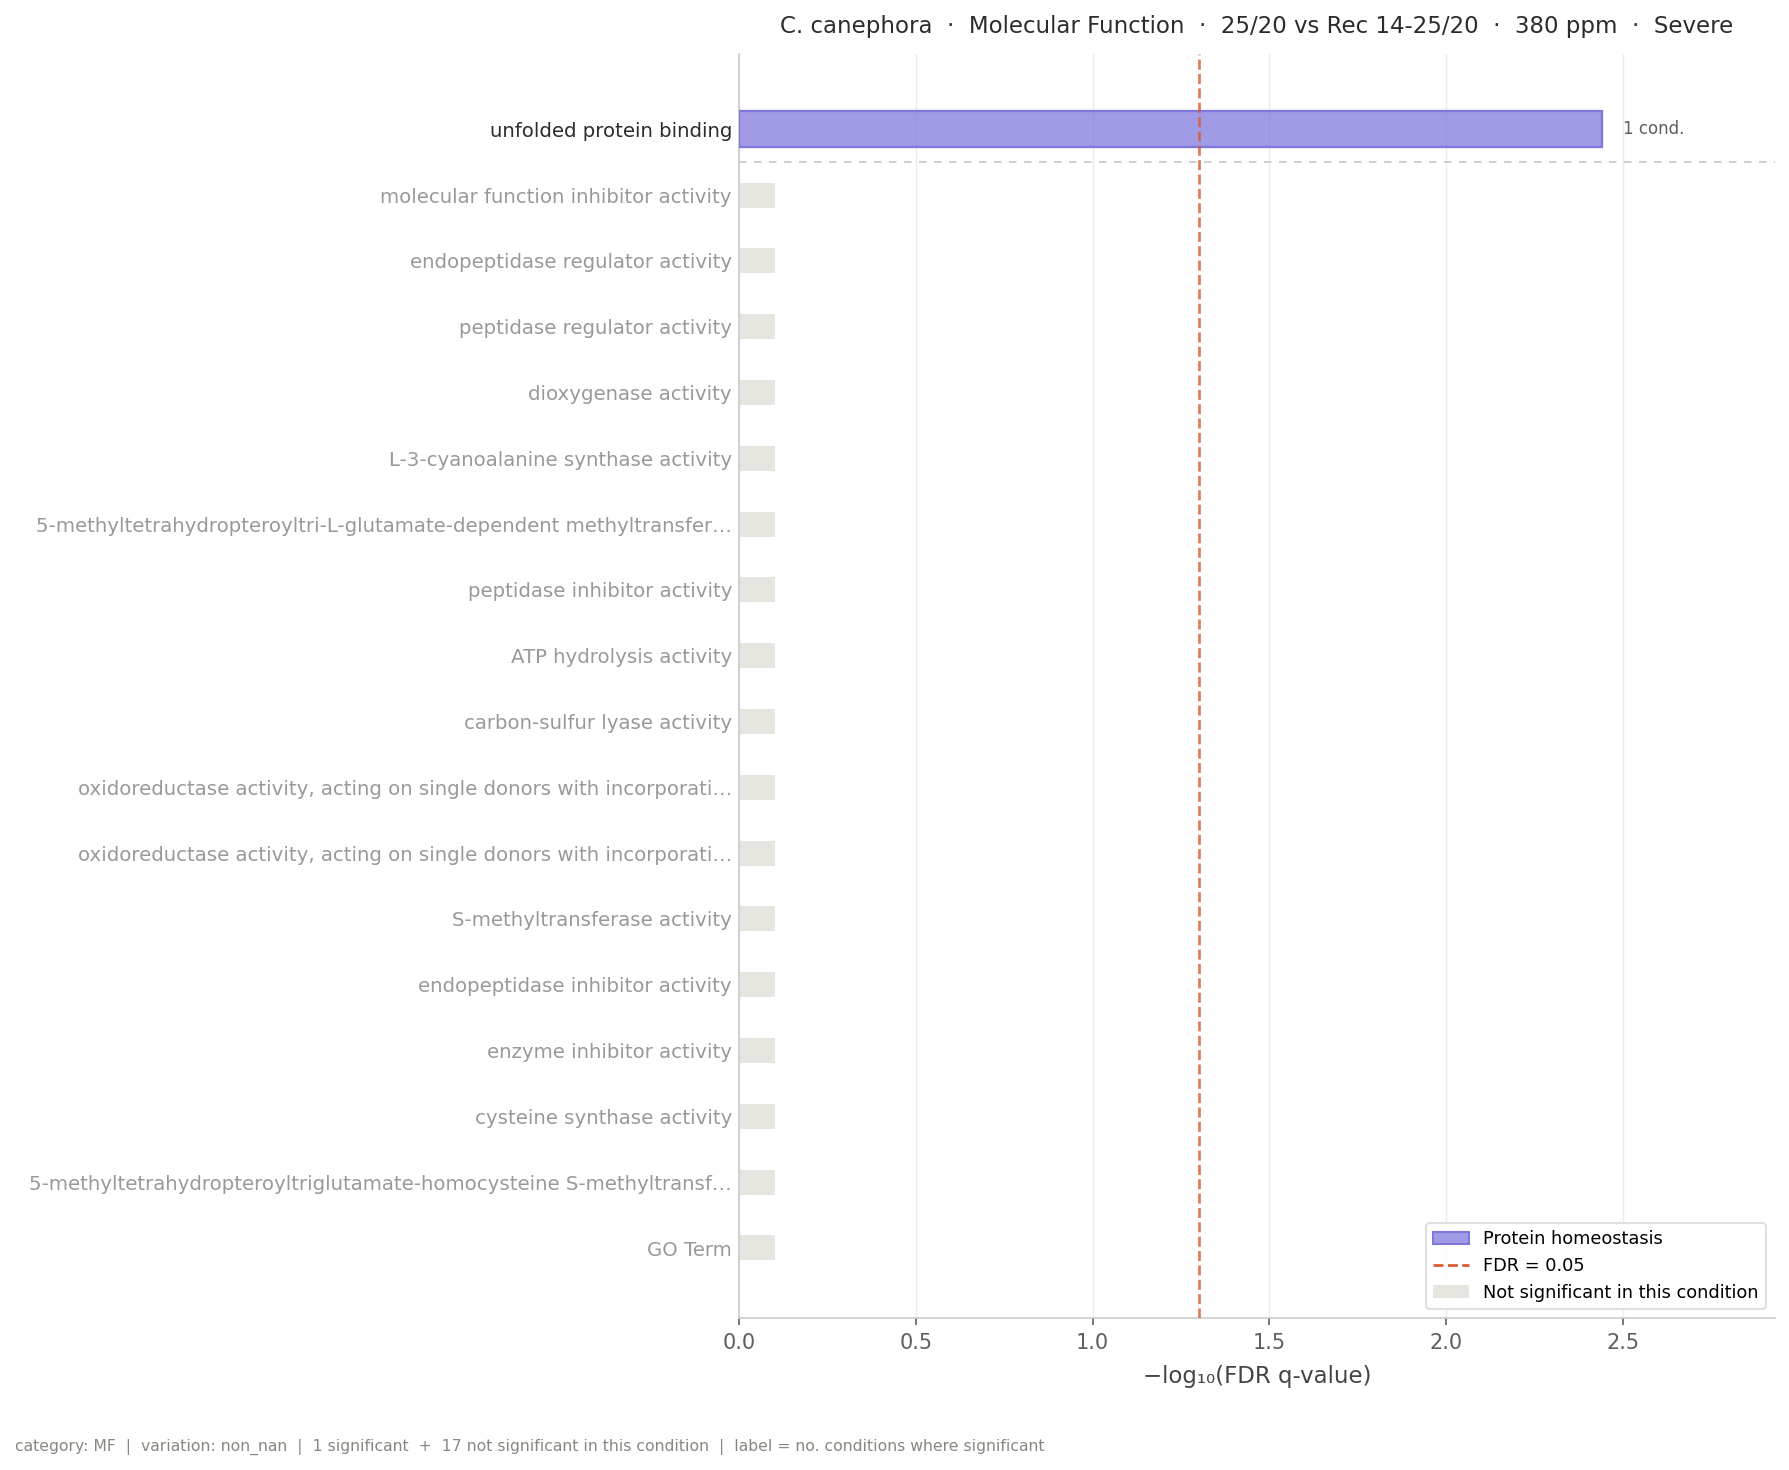 C. canephora · Molecular Function · 25/20 vs Rec 14-25/20 · 380 ppm · Severe
unfolded protein binding
1 cond.
molecular function inhibitor activity
endopeptidase regulator activity
peptidase regulator activity
dioxygenase activity
L-3-cyanoalanine synthase activity
5-methyltetrahydropteroyltri-L-glutamate-dependent methyltransfer…
peptidase inhibitor activity
ATP hydrolysis activity
carbon-sulfur lyase activity
oxidoreductase activity, acting on single donors with incorporati…
oxidoreductase activity, acting on single donors with incorporati…
S-methyltransferase activity
endopeptidase inhibitor activity
enzyme inhibitor activity
cysteine synthase activity
5-methyltetrahydropteroyltriglutamate-homocysteine S-methyltransf…
GO Term
Protein homeostasis
FDR = 0.05
Not significant in this condition
0.0 0.5 1.0 1.5 2.0 2.5
−log₁₀(FDR q-value)
category: MF | variation: non_nan | 1 significant + 17 not significant in this condition | label = no. conditions where significant